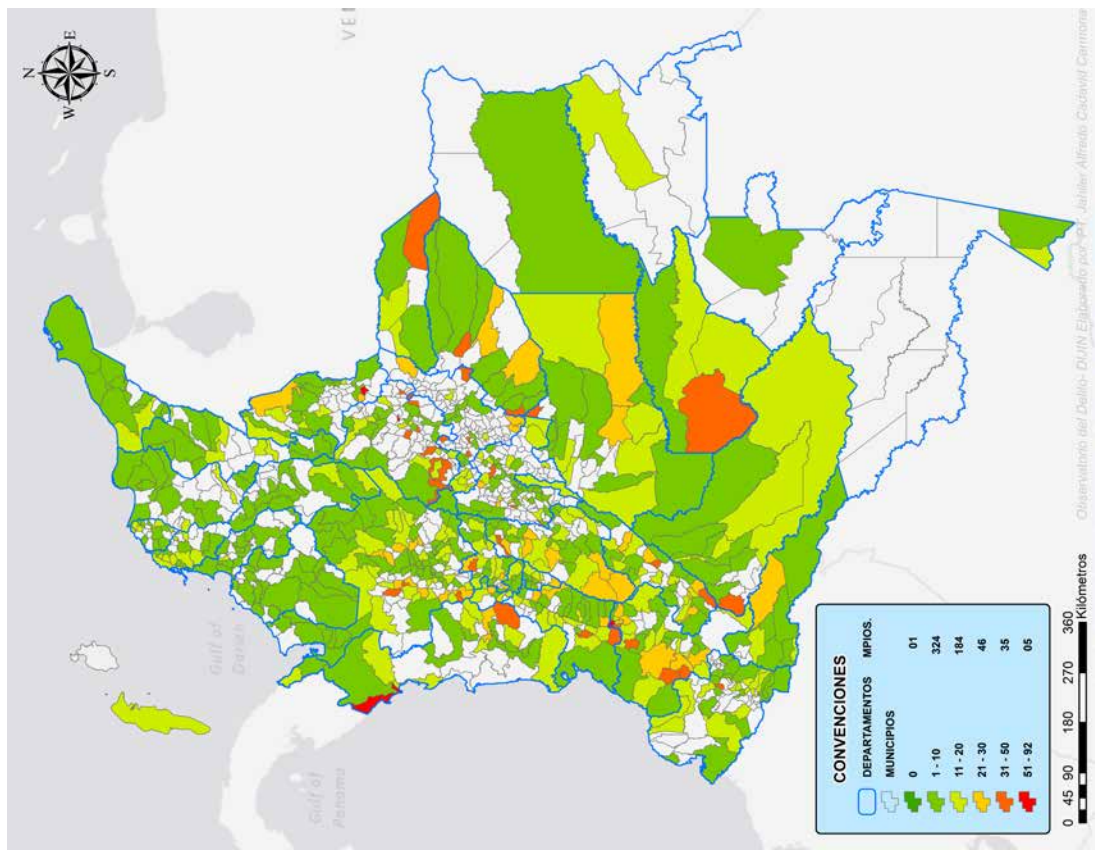 N
W E
S
VE
Gulf of
Darien
Gulf of
Panama
CONVENCIONES
DEPARTAMENTOS MPIOS.
MUNICIPIOS
0 01
1 - 10 324
11 - 20 184
21 - 30 46
31 - 50 35
51 - 92 05
0 45 90 180 270 360
Kilómetros
Observatorio del Delito- DIJIN Elaborado por: PT. Jahiler Alfredo Cadavid Carmona